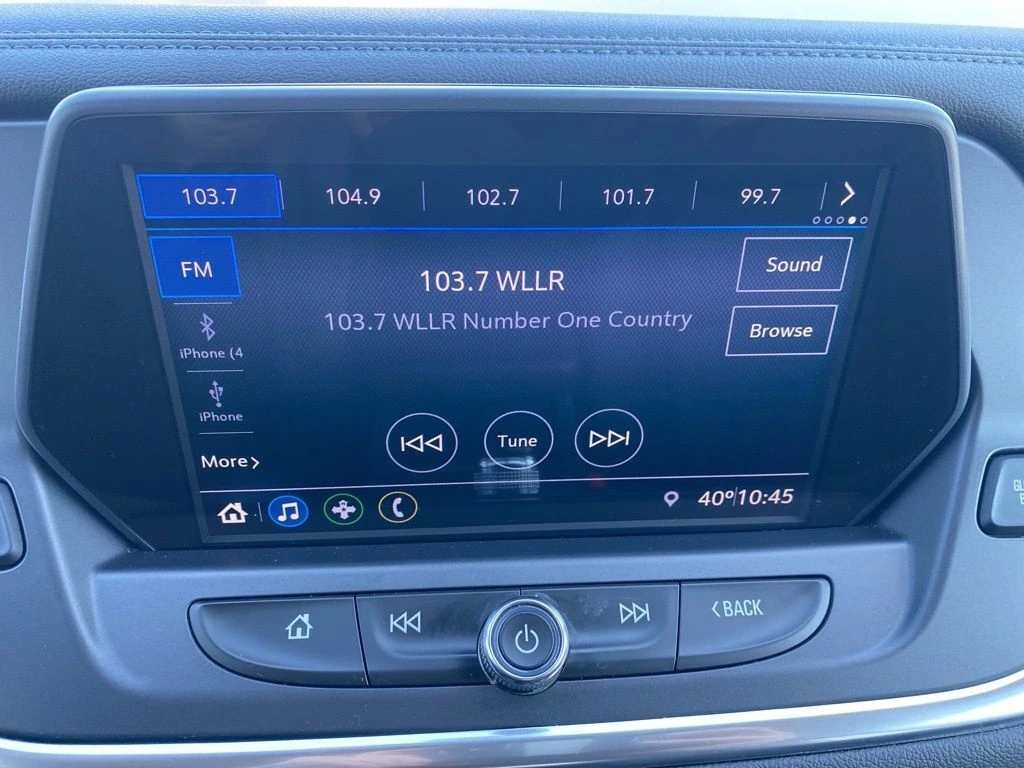 103.7 104.9 102.7 101.7 99.7
FM
Sound
103.7 WLLR
103.7 WLLR Number One Country
Browse
iPhone (4
iPhone
Tune
More
40° 10:45
BACK